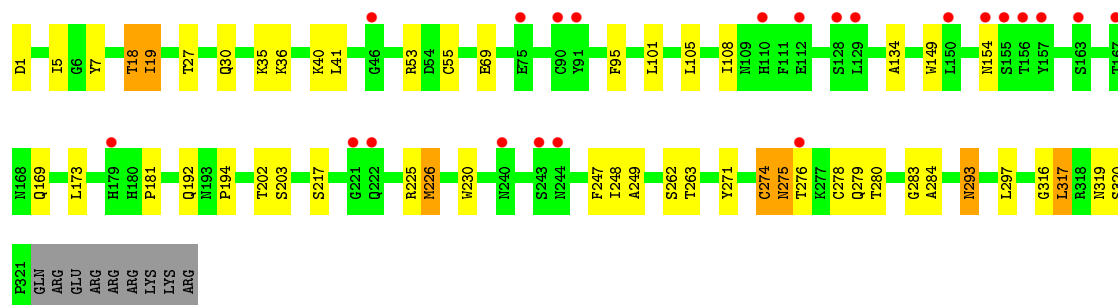 D1 I5 G6 Y7 T18 I19 T27 Q30 K35 K36 K40 L41 G46 R53 D54 C55 E69 E75 F95 C90 Y91 L101 L105 I108 N109 H110 F111 E112 S128 L129 A134 W149 L150 N154 S155 T156 Y157 S163 T167
N168 Q169 L173 H179 H180 P181 Q192 N193 P194 T202 S203 S217 G221 Q222 R225 M226 W230 N240 S243 N244 F247 I248 A249 S262 T263 Y271 C274 N275 T276 K277 C278 Q279 T280 G283 A284 N293 L297 G316 L317 R318 N319 S320
P321 GLN ARG GLU ARG ARG ARG LYS LYS ARG